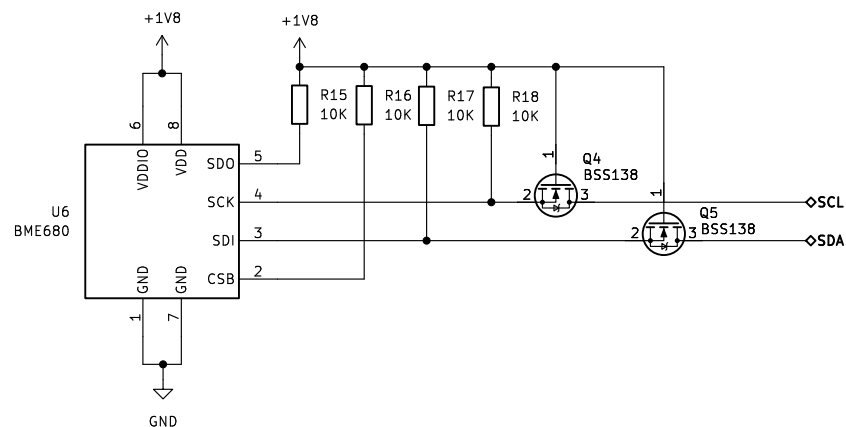 +1V8
+1V8
R15
10K
R16
10K
R17
10K
R18
10K
6
8
VDDIO
VDD
U6
BME680
SDO
5
SCK
4
SDI
3
CSB
2
GND
GND
1
7
GND
1
Q4
BSS138
2
3
SCL
1
Q5
BSS138
2
3
SDA